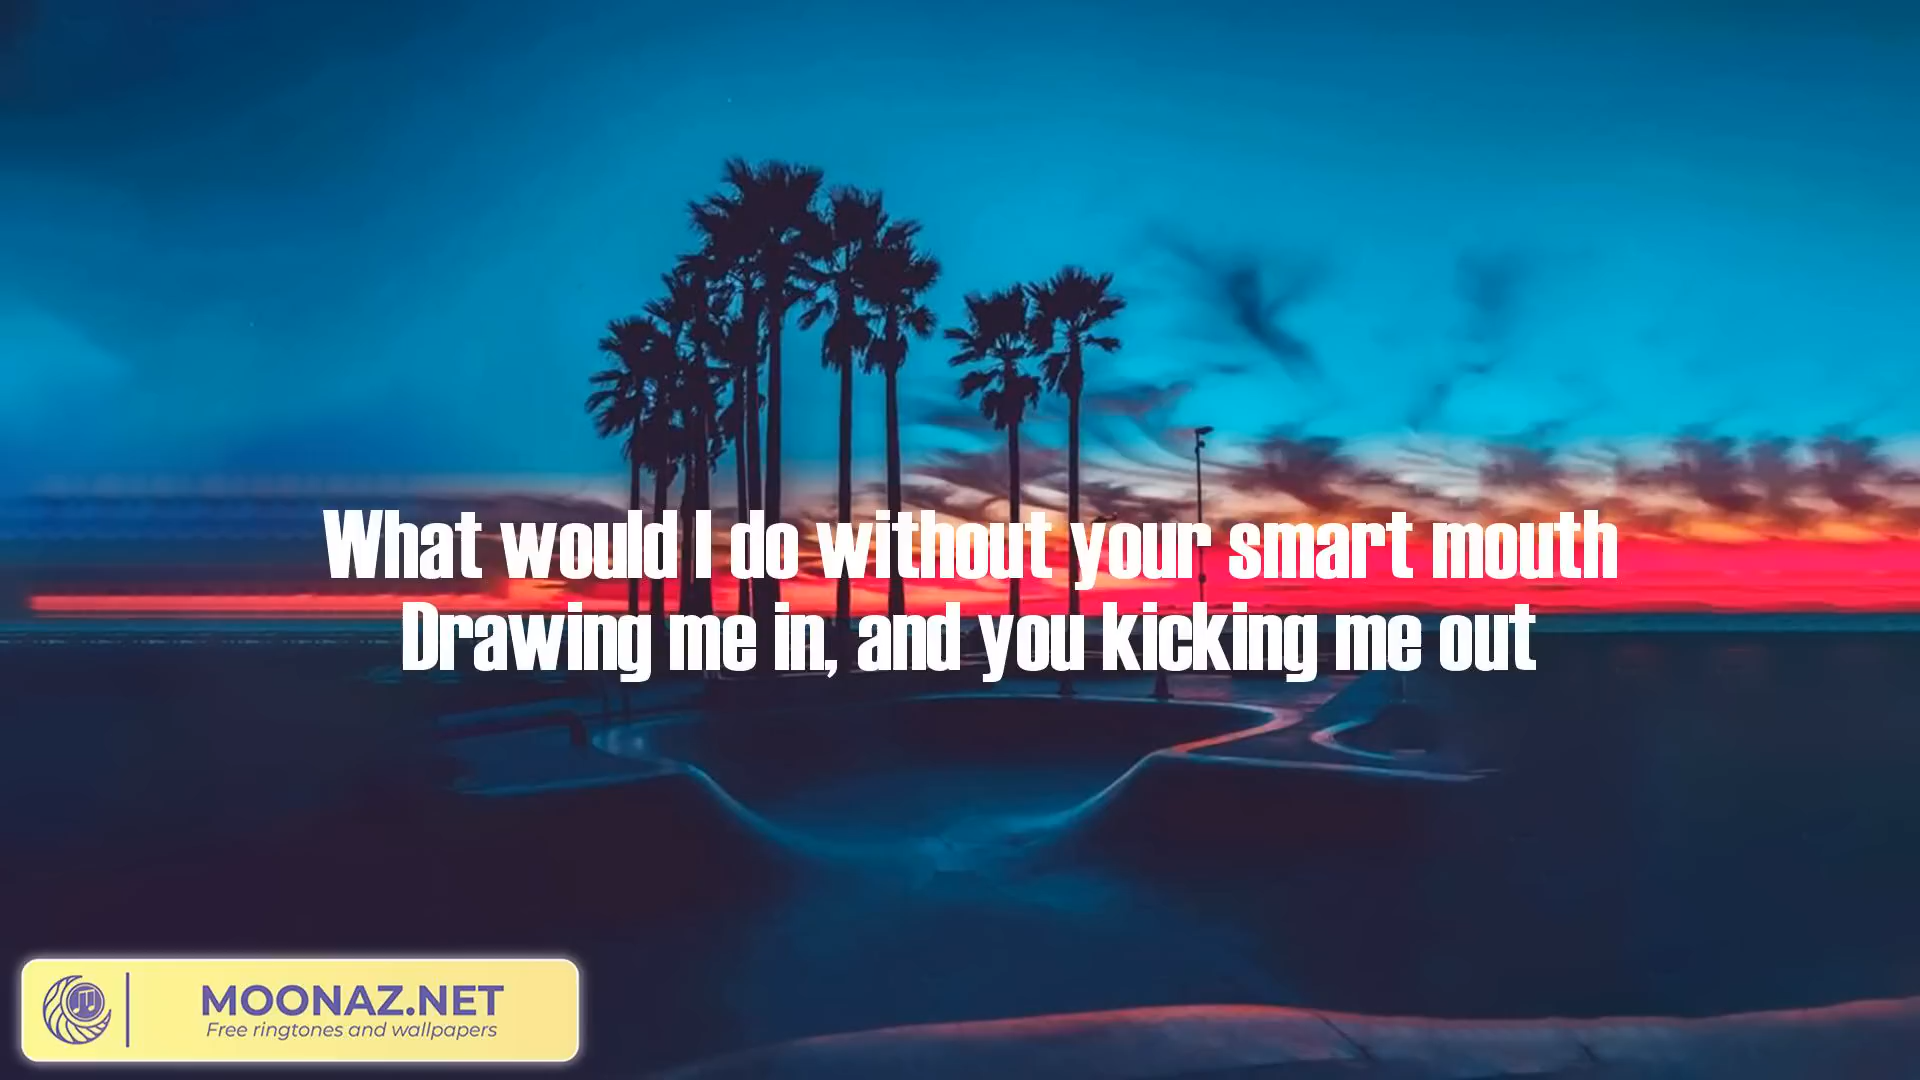 What would I do without your smart mouth
Drawing me in, and you kicking me out
MOONAZ.NET
Free ringtones and wallpapers